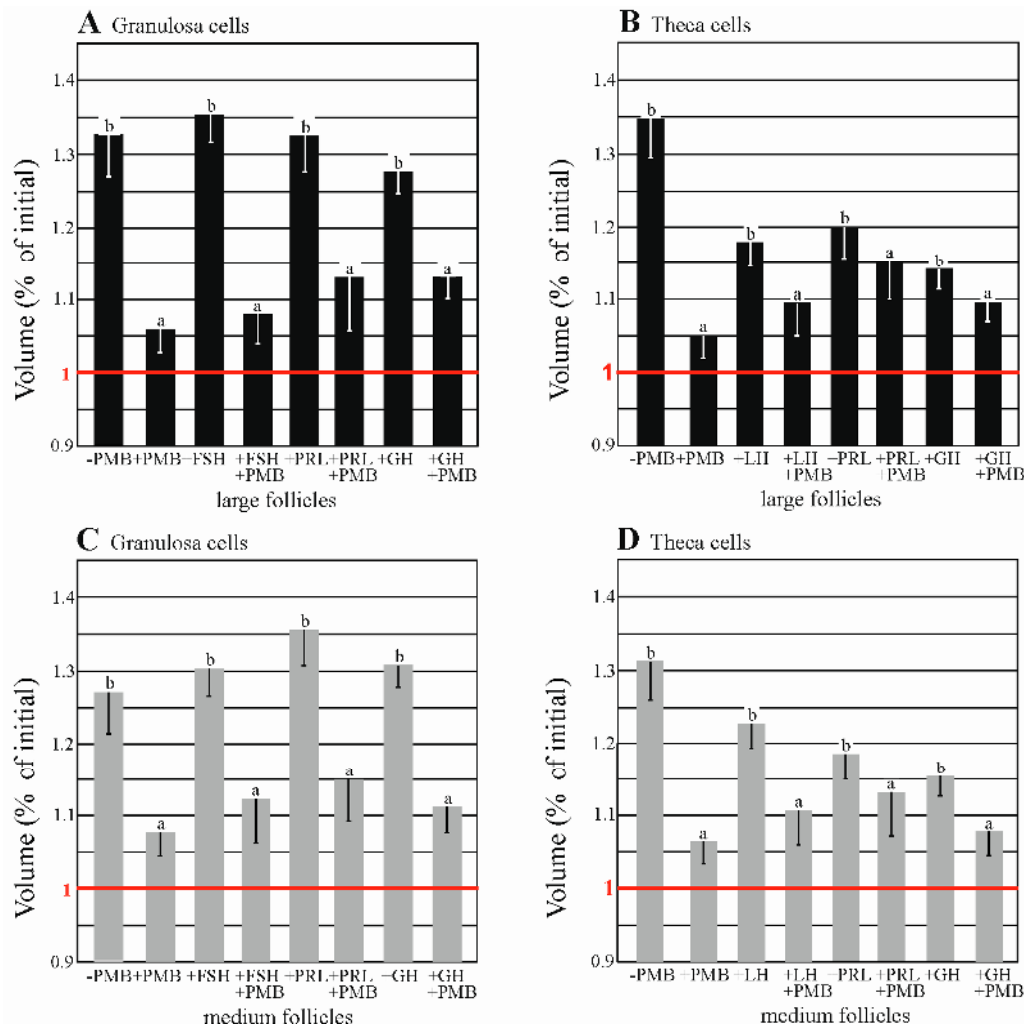 A Granulosa cells
Volume (% of initial)
1.4
1.3
1.2
1.1
1
0.9
b
a
b
a
b
a
b
a
-PMB +PMB –FSH +FSH +PMB +PRL +PRL +PMB +GH +GH +PMB
large follicles
B Theca cells
Volume (% of initial)
1.4
1.3
1.2
1.1
1
0.9
b
a
b
a
b
a
b
a
-PMB +PMB +LH +LH +PMB –PRL +PRL +PMB +GH +GH +PMB
large follicles
C Granulosa cells
Volume (% of initial)
1.4
1.3
1.2
1.1
1
0.9
b
a
b
a
b
a
b
a
-PMB +PMB +FSH +FSH +PMB +PRL +PRL +PMB –GH +GH +PMB
medium follicles
D Theca cells
Volume (% of initial)
1.4
1.3
1.2
1.1
1
0.9
b
a
b
a
b
a
b
a
-PMB +PMB +LH +LH +PMB –PRL +PRL +PMB +GH +GH +PMB
medium follicles